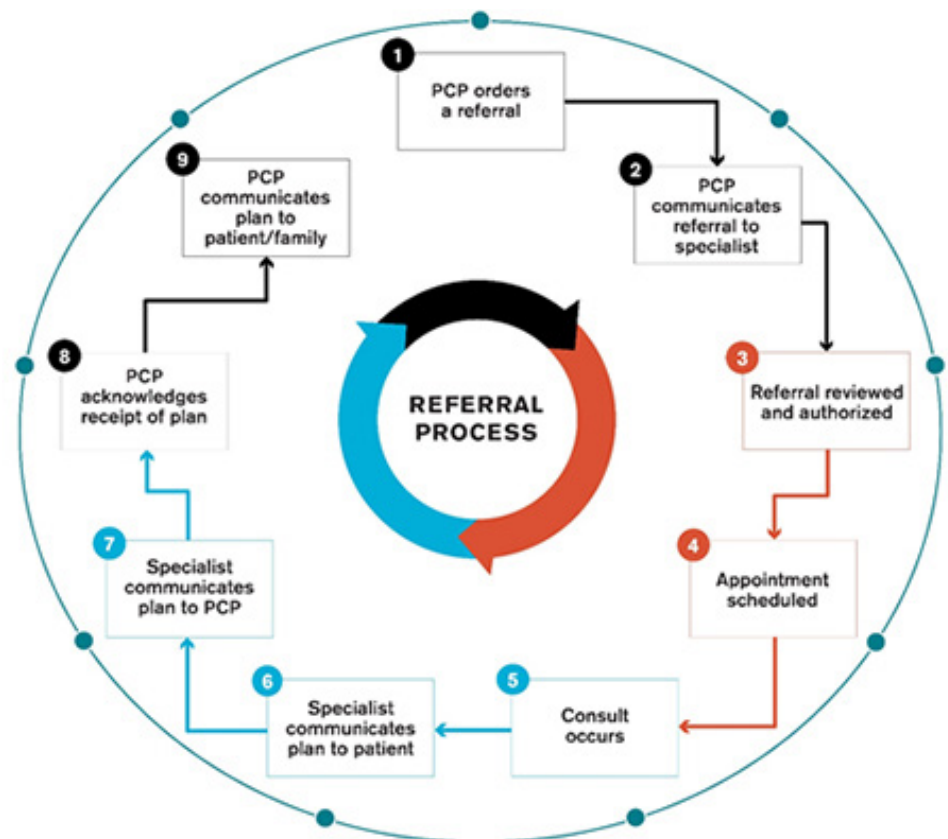 1
PCP orders
a referral
2
PCP
communicates
referral to
specialist
3
Referral reviewed
and authorized
4
Appointment
scheduled
5
Consult
occurs
6
Specialist
communicates
plan to patient
7
Specialist
communicates
plan to PCP
8
PCP
acknowledges
receipt of plan
9
PCP
communicates
plan to
patient/family
REFERRAL
PROCESS